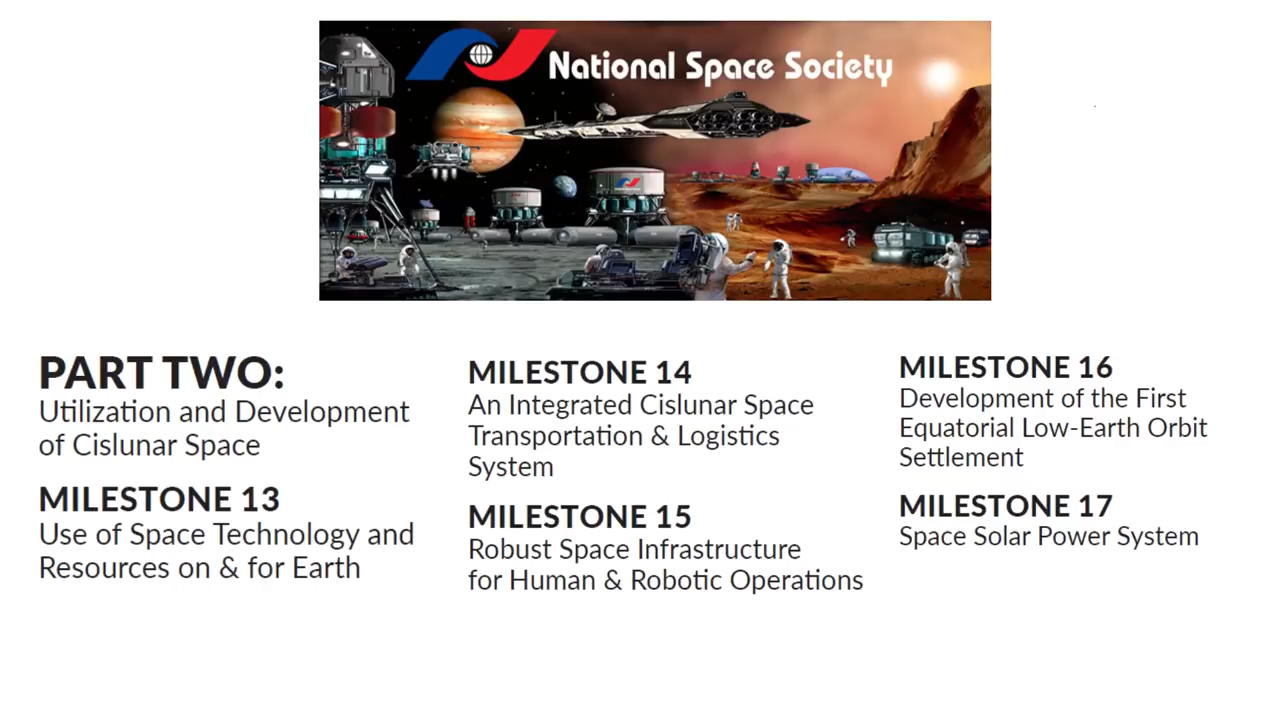 National Space Society
PART TWO:
Utilization and Development
of Cislunar Space
MILESTONE 13
Use of Space Technology and
Resources on & for Earth
MILESTONE 14
An Integrated Cislunar Space
Transportation & Logistics
System
MILESTONE 15
Robust Space Infrastructure
for Human & Robotic Operations
MILESTONE 16
Development of the First
Equatorial Low-Earth Orbit
Settlement
MILESTONE 17
Space Solar Power System